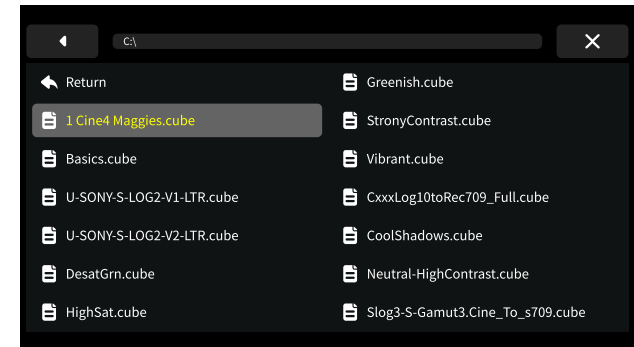 C:\
Return
1 Cine4 Maggies.cube
Basics.cube
U-SONY-S-LOG2-V1-LTR.cube
U-SONY-S-LOG2-V2-LTR.cube
DesatGrn.cube
HighSat.cube
Greenish.cube
StronyContrast.cube
Vibrant.cube
CxxxLog10toRec709_Full.cube
CoolShadows.cube
Neutral-HighContrast.cube
Slog3-S-Gamut3.Cine_To_s709.cube